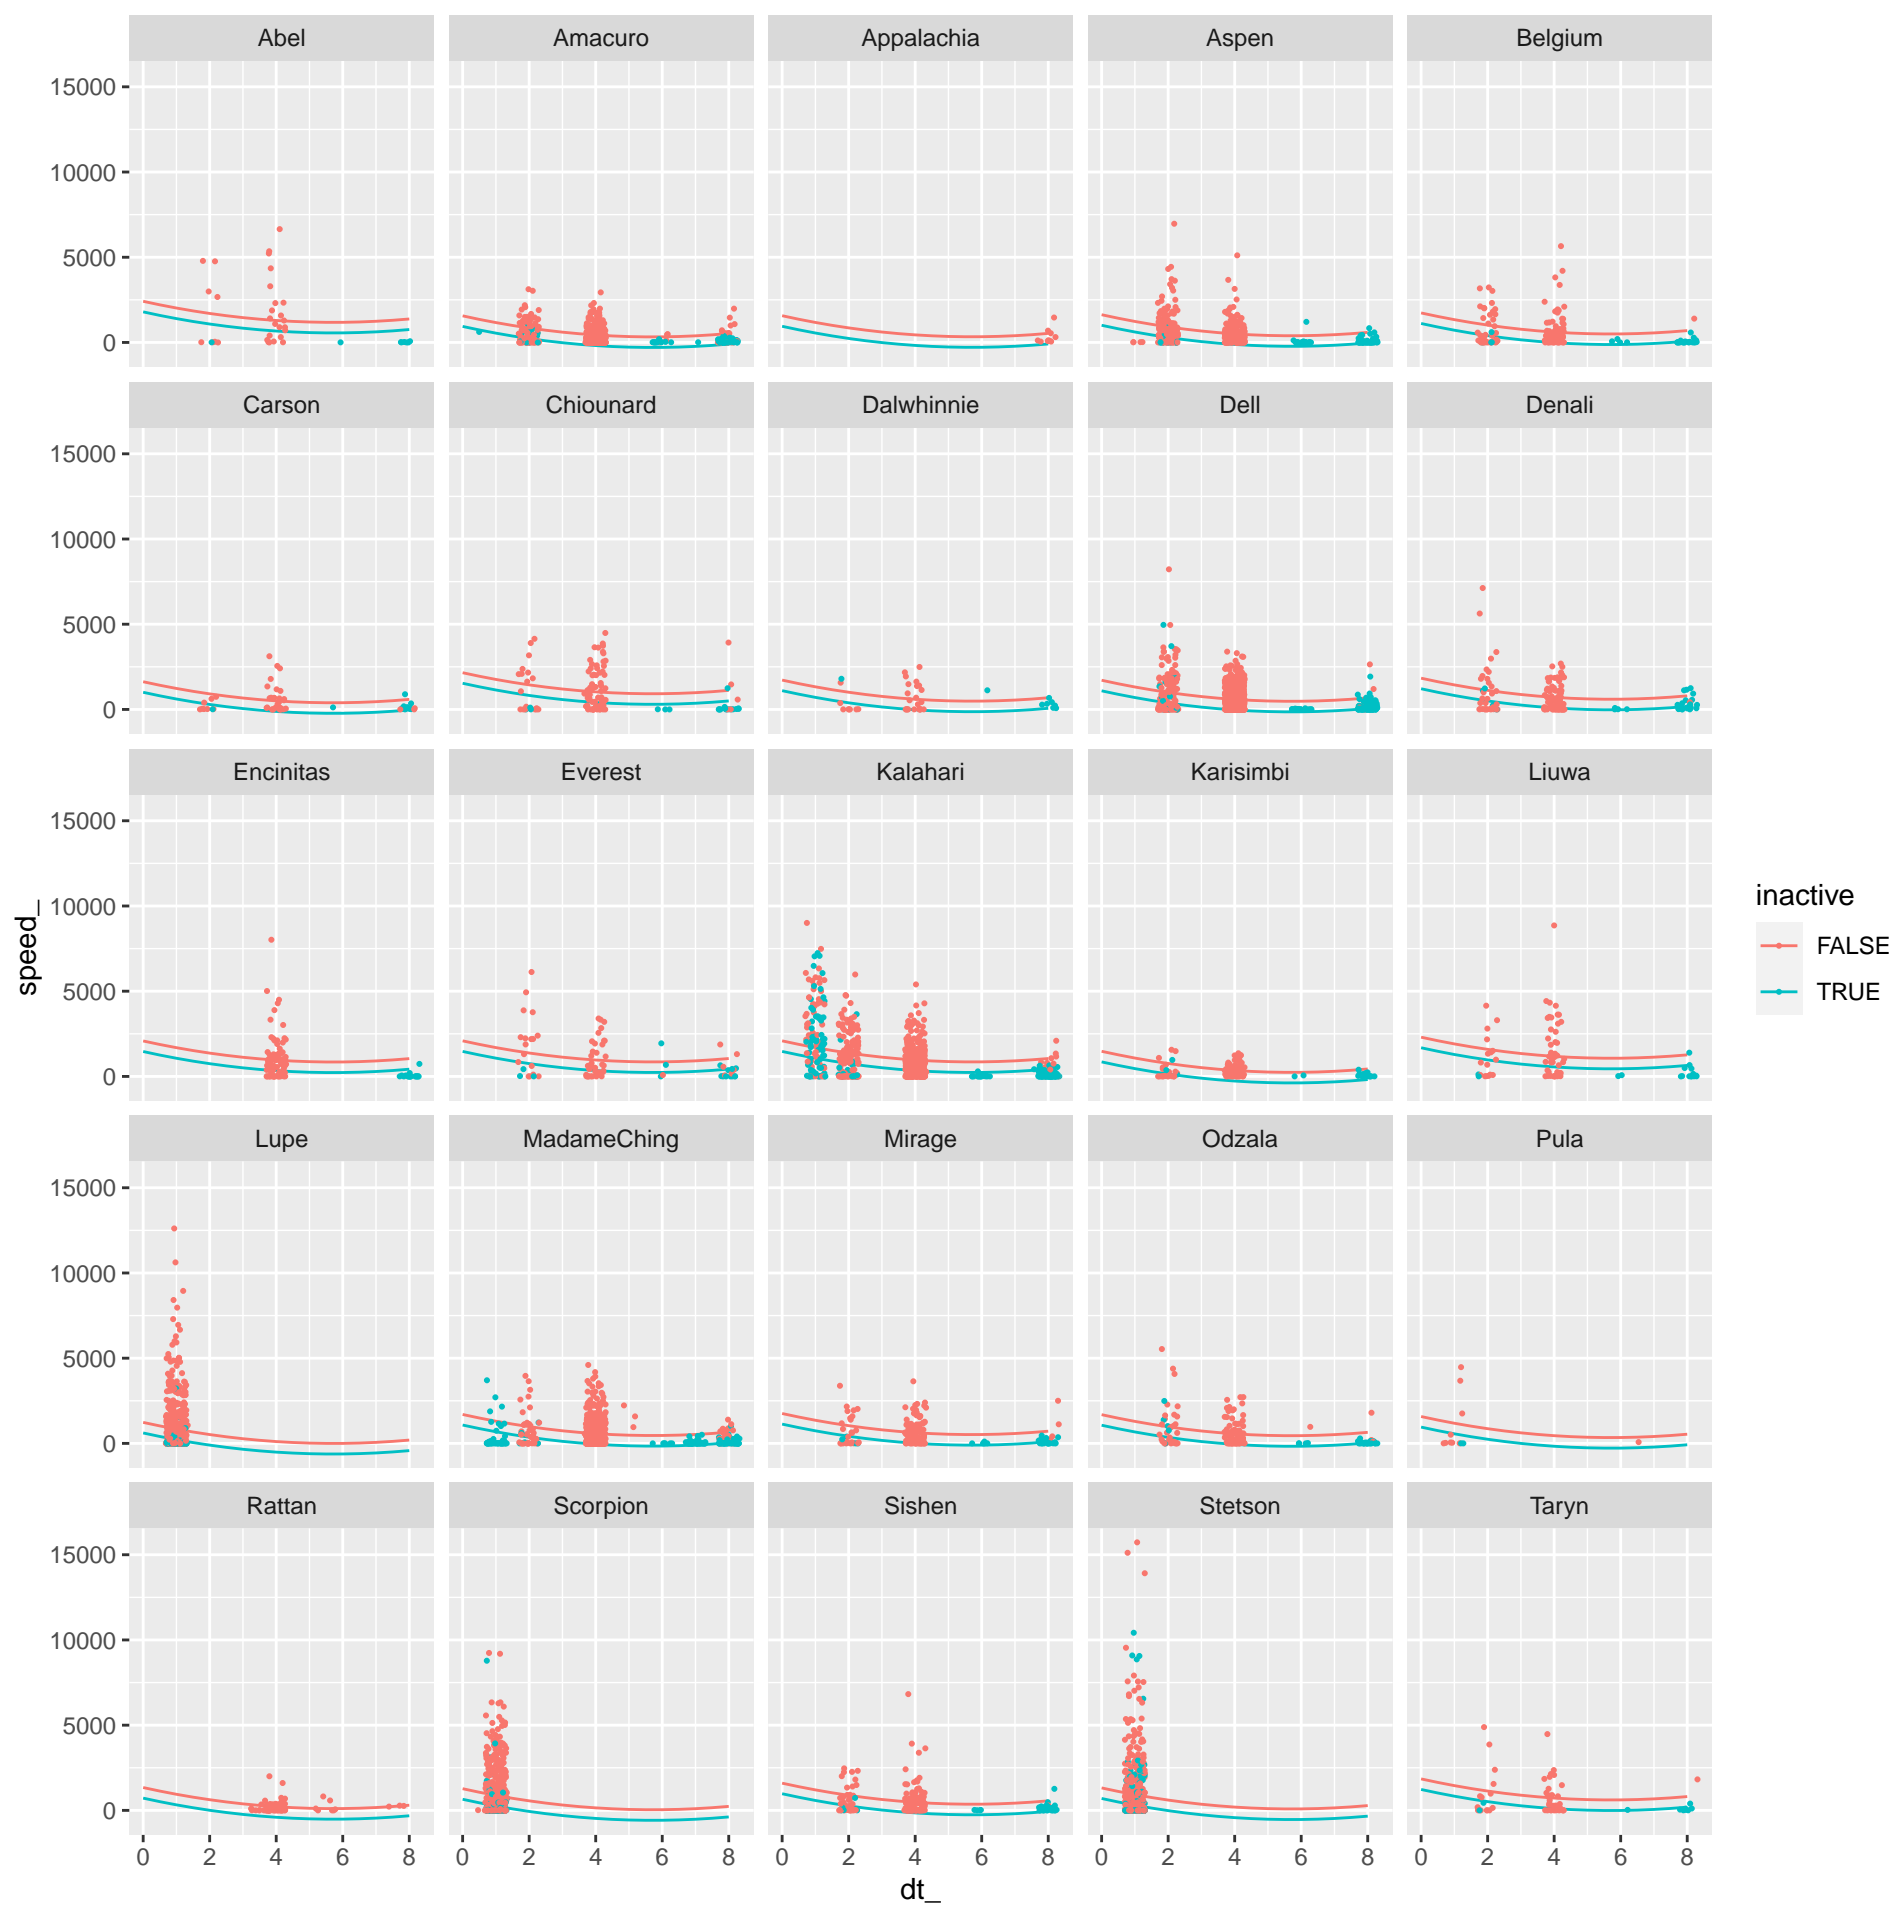 Abel Amacuro Appalachia Aspen Belgium
15000
10000
5000
0
Carson Chiounard Dalwhinnie Dell Denali
15000
10000
5000
0
Encinitas Everest Kalahari Karisimbi Liuwa
15000
10000
5000
0
speed_
inactive
FALSE
TRUE
Lupe MadameChing Mirage Odzala Pula
15000
10000
5000
0
Rattan Scorpion Sishen Stetson Taryn
15000
10000
5000
0
0 2 4 6 8 0 2 4 6 8 0 2 4 6 8 0 2 4 6 8 0 2 4 6 8
dt_